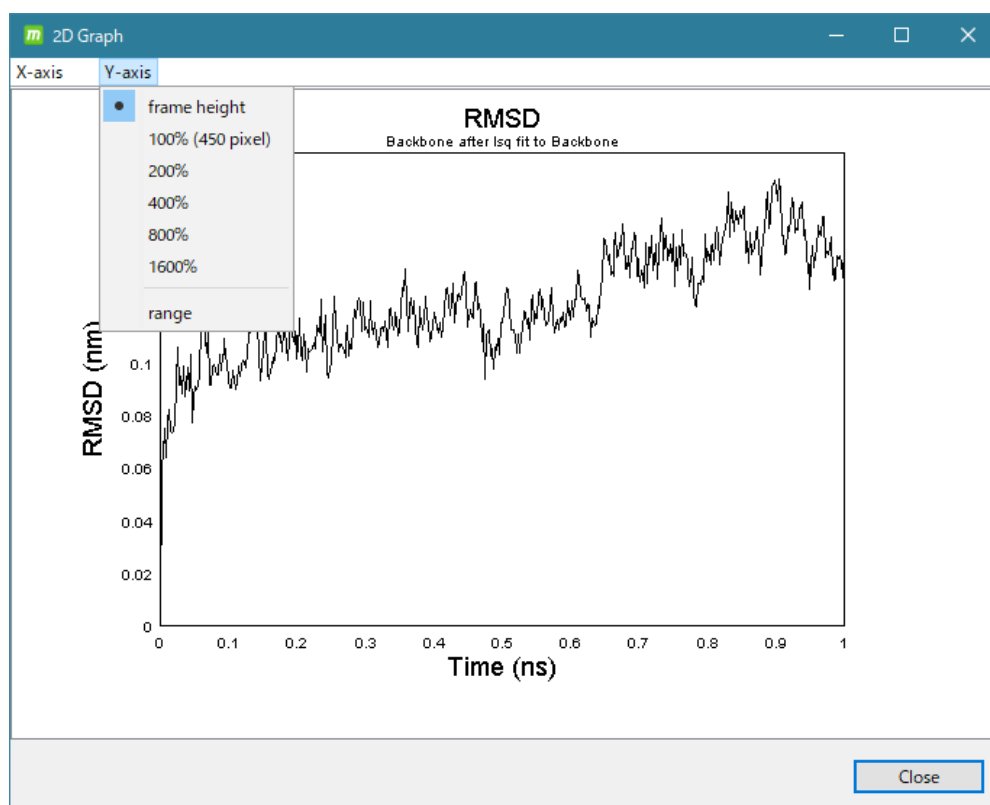 m 2D Graph
X-axis Y-axis
frame height
100% (450 pixel)
200%
400%
800%
1600%
range
RMSD
Backbone after lsq fit to Backbone
RMSD (nm)
0.1
0.08
0.06
0.04
0.02
0
0 0.1 0.2 0.3 0.4 0.5 0.6 0.7 0.8 0.9 1
Time (ns)
Close